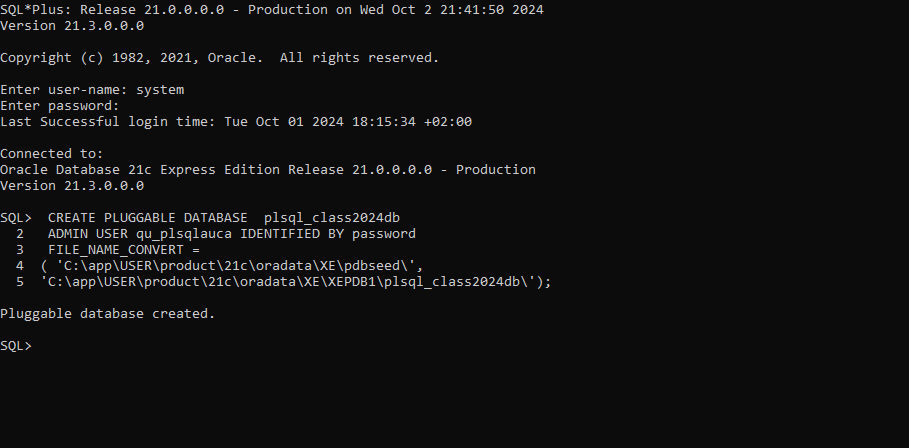 SQL*Plus: Release 21.0.0.0.0 - Production on Wed Oct 2 21:41:50 2024
Version 21.3.0.0.0
Copyright (c) 1982, 2021, Oracle.  All rights reserved.
Enter user-name: system
Enter password:
Last Successful login time: Tue Oct 01 2024 18:15:34 +02:00
Connected to:
Oracle Database 21c Express Edition Release 21.0.0.0.0 - Production
Version 21.3.0.0.0
SQL>  CREATE PLUGGABLE DATABASE  plsql_class2024db
  2   ADMIN USER qu_plsqlauca IDENTIFIED BY password
  3   FILE_NAME_CONVERT =
  4  ( 'C:\app\USER\product\21c\oradata\XE\pdbseed\',
  5  'C:\app\USER\product\21c\oradata\XE\XEPDB1\plsql_class2024db\');
Pluggable database created.
SQL>